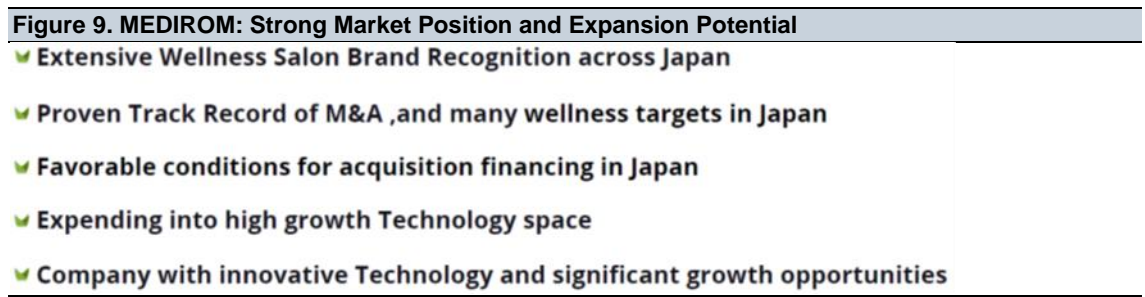 Figure 9. MEDIROM: Strong Market Position and Expansion Potential
Extensive Wellness Salon Brand Recognition across Japan
Proven Track Record of M&A ,and many wellness targets in Japan
Favorable conditions for acquisition financing in Japan
Expending into high growth Technology space
Company with innovative Technology and significant growth opportunities